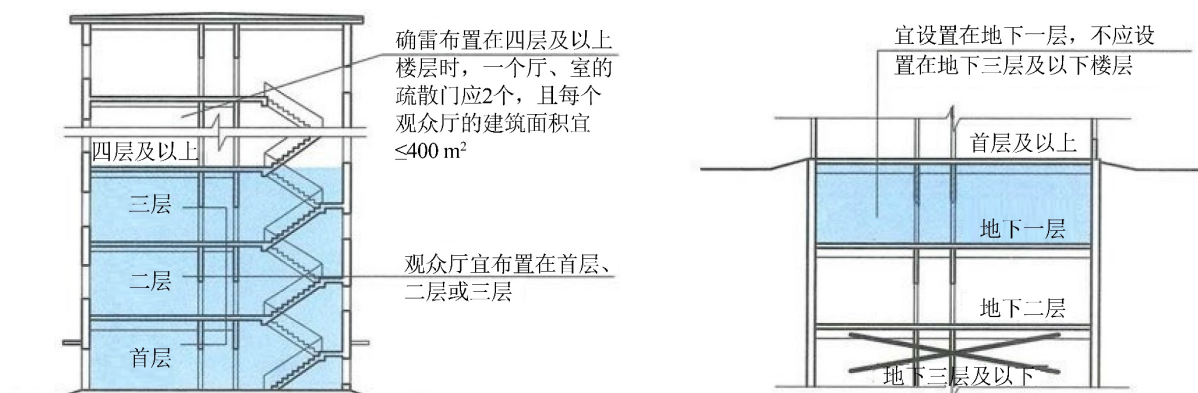 确雷布置在四层及以上
楼层时，一个厅、室的
疏散门应2个，且每个
观众厅的建筑面积宜
≤400 m²
四层及以上
三层
二层
首层
观众厅宜布置在首层、
二层或三层
宜设置在地下一层，不应设
置在地下三层及以下楼层
首层及以上
地下一层
地下二层
地下三层及以下